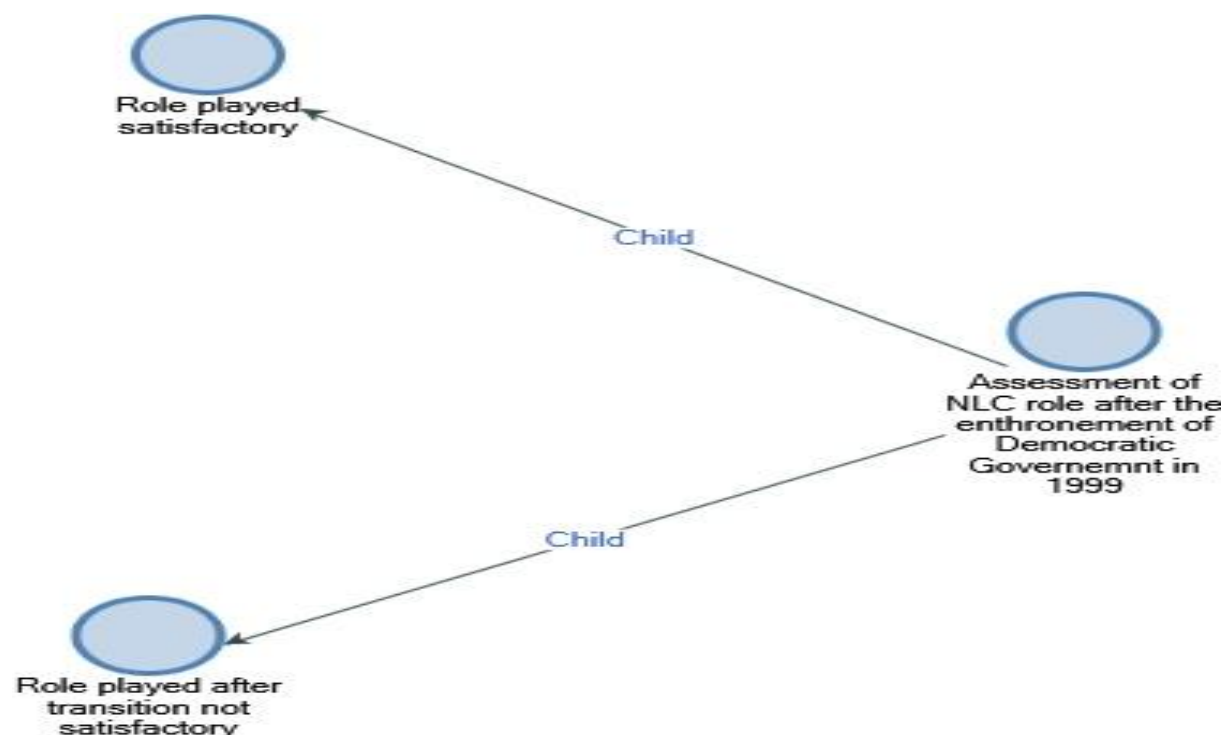 Role played
satisfactory
Child
Assessment of
NLC role after the
enthronement of
Democratic
Governemnt in
1999
Child
Role played after
transition not
satisfactory